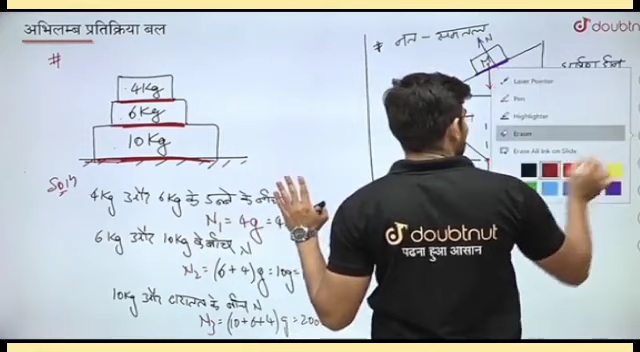 अभिलम्ब प्रतिक्रिया बल
#
4Kg
6Kg
10Kg
Solⁿ
4Kg और 6Kg के
N₁ = 4g = 4
6Kg और 10Kg के बीच N
N₂ = (6+4)g = 10g =
10Kg और धरातल के बीच N
N₃ = (10+6+4)g = 200
# नत - समतल
N
M
doubtnut
Laser Pointer
Pen
Highlighter
Eraser
Erase All Ink on Slide
doubtnut
पढना हुआ आसान